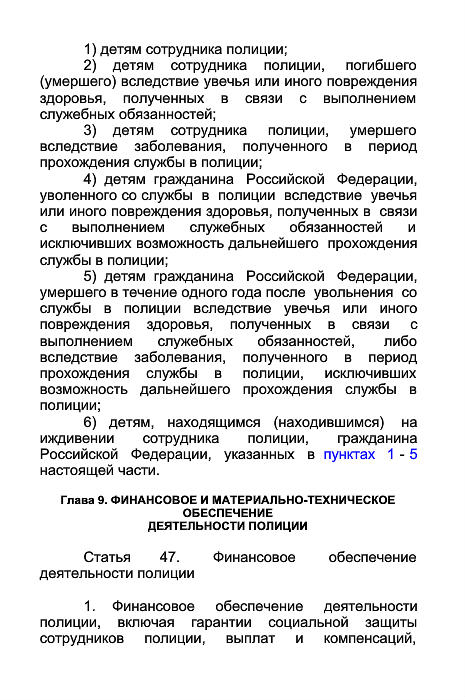 1) детям сотрудника полиции;
2) детям сотрудника полиции, погибшего
(умершего) вследствие увечья или иного повреждения
здоровья, полученных в связи с выполнением
служебных обязанностей;
3) детям сотрудника полиции, умершего
вследствие заболевания, полученного в период
прохождения службы в полиции;
4) детям гражданина Российской Федерации,
уволенного со службы в полиции вследствие увечья
или иного повреждения здоровья, полученных в связи
с выполнением служебных обязанностей и
исключивших возможность дальнейшего прохождения
службы в полиции;
5) детям гражданина Российской Федерации,
умершего в течение одного года после увольнения со
службы в полиции вследствие увечья или иного
повреждения здоровья, полученных в связи с
выполнением служебных обязанностей, либо
вследствие заболевания, полученного в период
прохождения службы в полиции, исключивших
возможность дальнейшего прохождения службы в
полиции;
6) детям, находящимся (находившимся) на
иждивении сотрудника полиции, гражданина
Российской Федерации, указанных в пунктах 1 - 5
настоящей части.
Глава 9. ФИНАНСОВОЕ И МАТЕРИАЛЬНО-ТЕХНИЧЕСКОЕ
ОБЕСПЕЧЕНИЕ
ДЕЯТЕЛЬНОСТИ ПОЛИЦИИ
Статья 47. Финансовое обеспечение
деятельности полиции
1. Финансовое обеспечение деятельности
полиции, включая гарантии социальной защиты
сотрудников полиции, выплат и компенсаций,